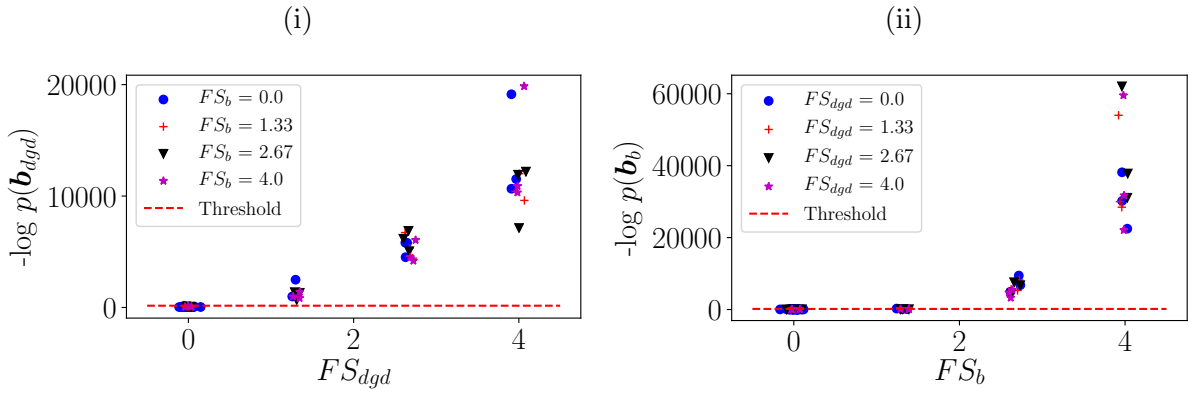 (i)
20000
10000
0
0
2
4
-log p(b_dgd)
FS_dgd
FS_b = 0.0
FS_b = 1.33
FS_b = 2.67
FS_b = 4.0
Threshold
(ii)
60000
40000
20000
0
0
2
4
-log p(b_b)
FS_b
FS_dgd = 0.0
FS_dgd = 1.33
FS_dgd = 2.67
FS_dgd = 4.0
Threshold